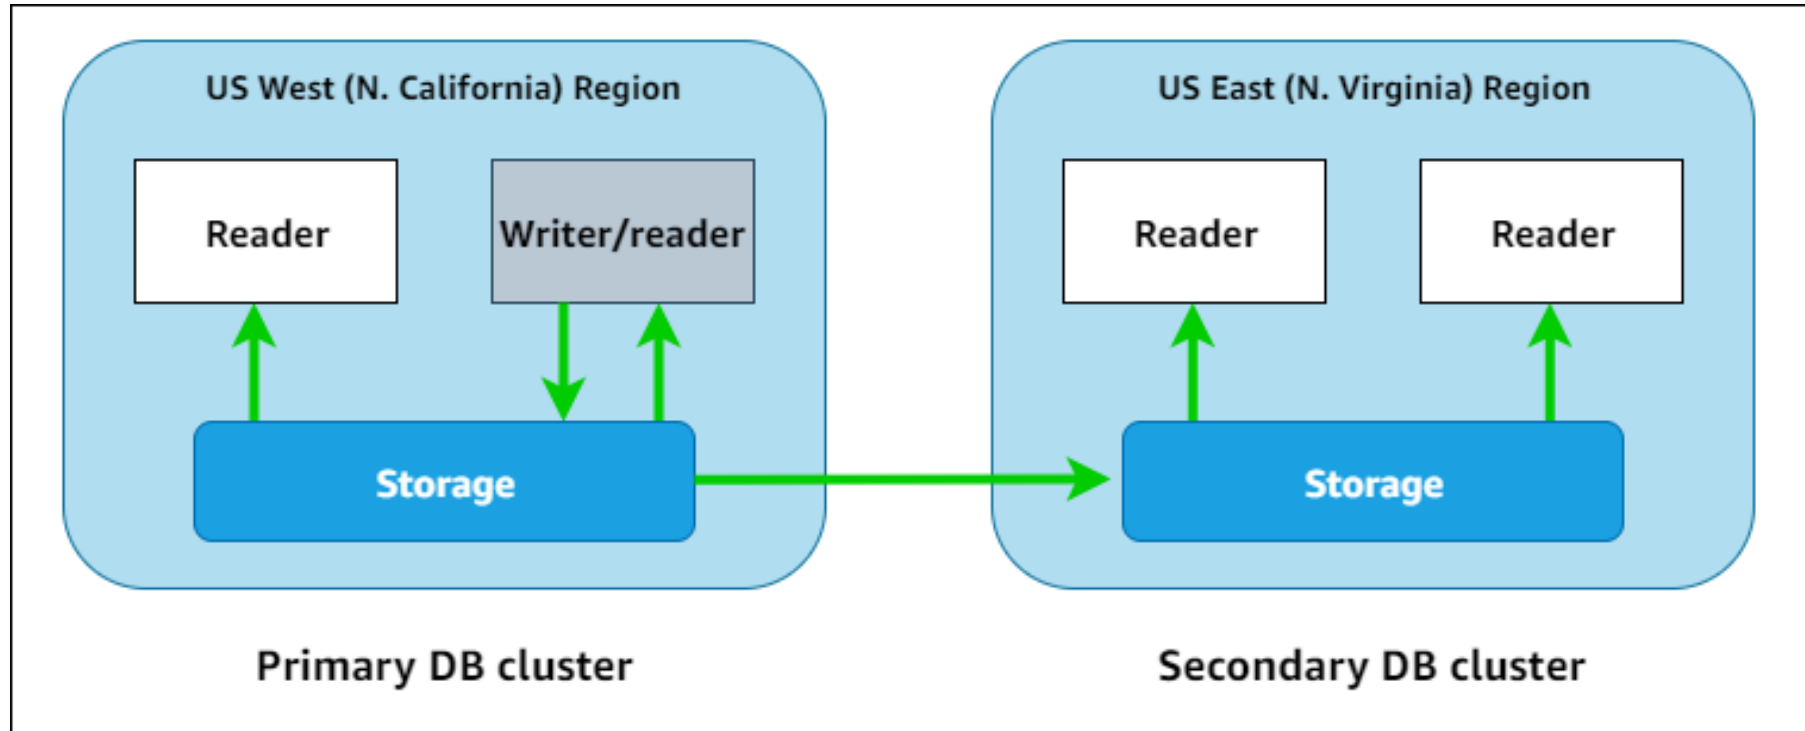 US West (N. California) Region
US East (N. Virginia) Region
Reader
Writer/reader
Reader
Reader
Storage
Storage
Primary DB cluster
Secondary DB cluster